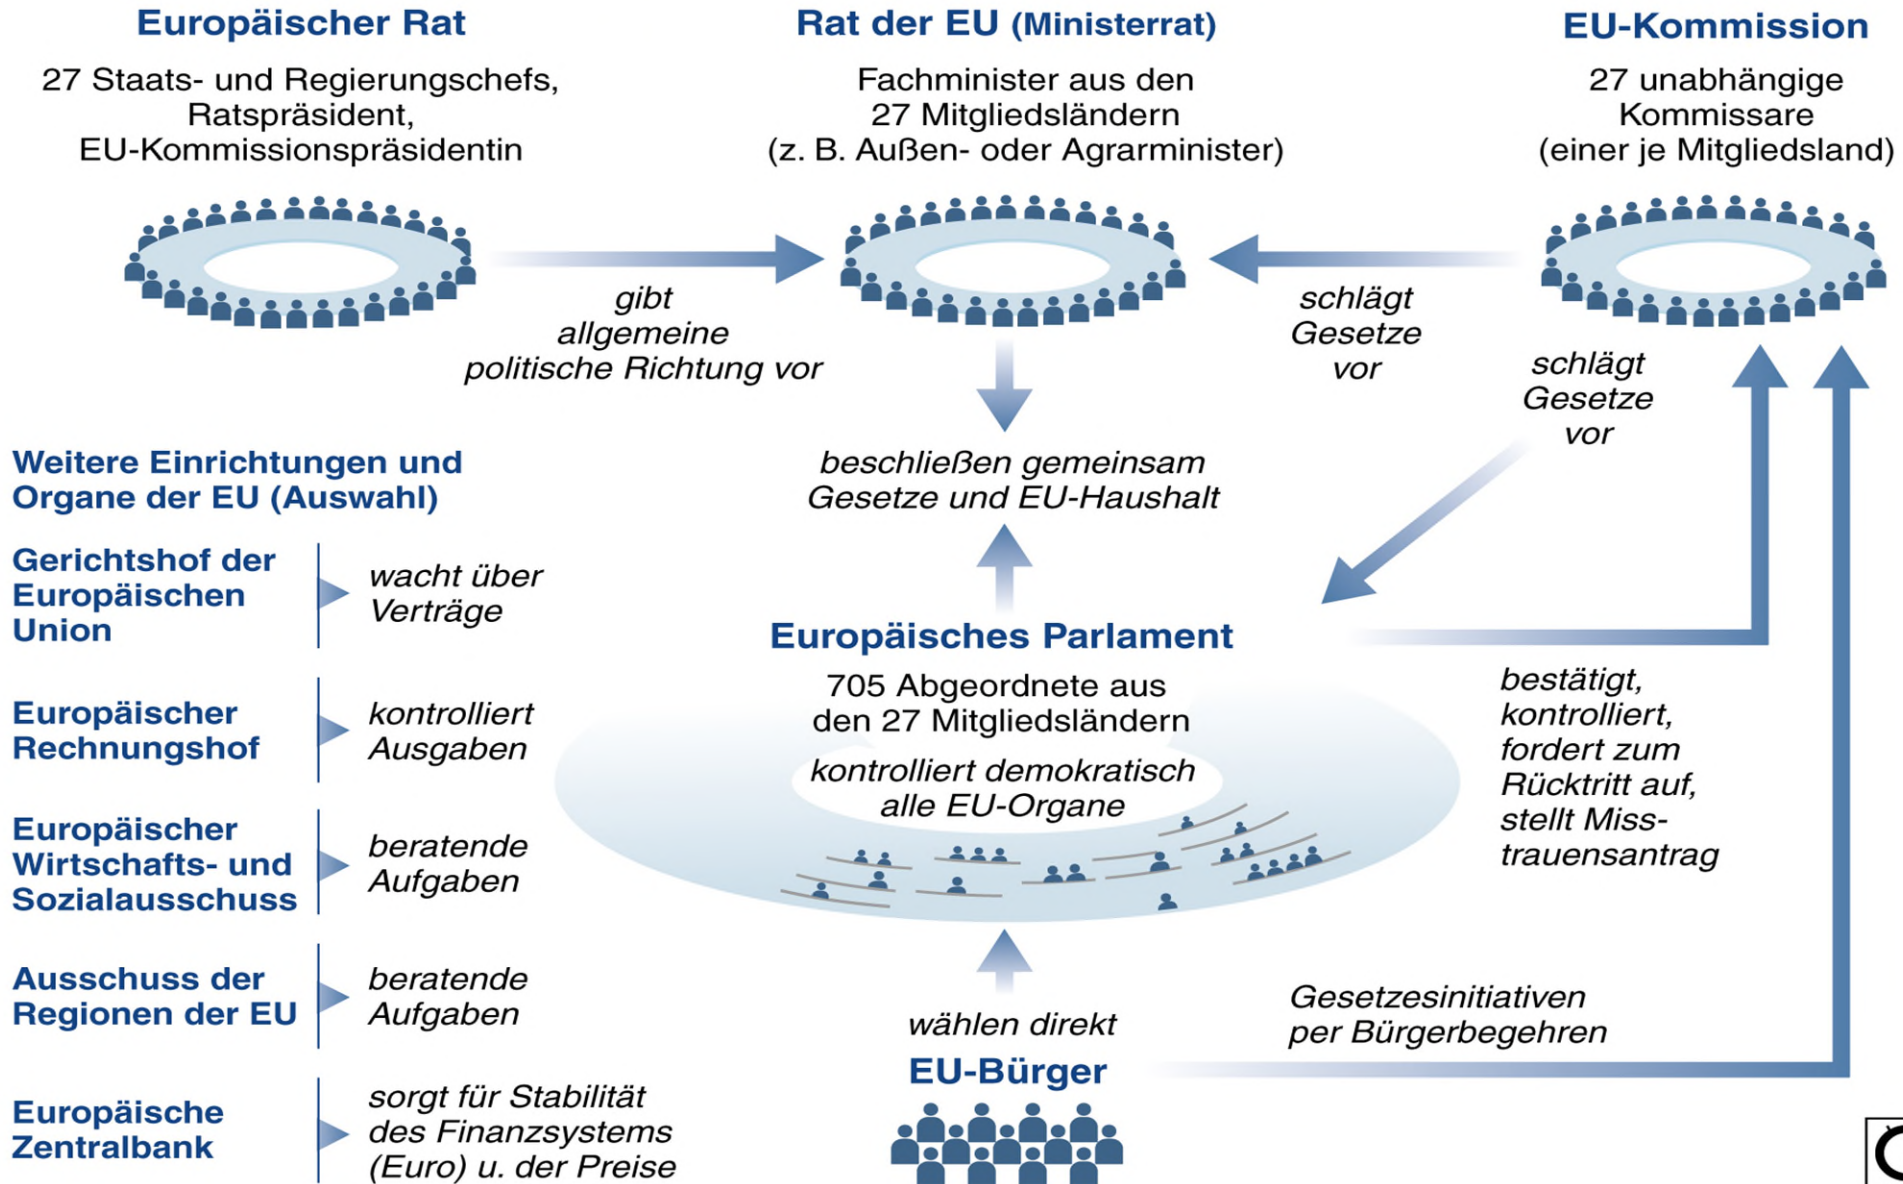 Europäischer Rat
27 Staats- und Regierungschefs,
Ratspräsident,
EU-Kommissionspräsidentin
Rat der EU (Ministerrat)
Fachminister aus den
27 Mitgliedsländern
(z. B. Außen- oder Agrarminister)
EU-Kommission
27 unabhängige
Kommissare
(einer je Mitgliedsland)
gibt
allgemeine
politische Richtung vor
schlägt
Gesetze
vor
schlägt
Gesetze
vor
beschließen gemeinsam
Gesetze und EU-Haushalt
Europäisches Parlament
705 Abgeordnete aus
den 27 Mitgliedsländern
kontrolliert demokratisch
alle EU-Organe
bestätigt,
kontrolliert,
fordert zum
Rücktritt auf,
stellt Miss-
trauensantrag
wählen direkt
EU-Bürger
Gesetzesinitiativen
per Bürgerbegehren
Weitere Einrichtungen und
Organe der EU (Auswahl)
Gerichtshof der
Europäischen
Union
wacht über
Verträge
Europäischer
Rechnungshof
kontrolliert
Ausgaben
Europäischer
Wirtschafts- und
Sozialausschuss
beratende
Aufgaben
Ausschuss der
Regionen der EU
beratende
Aufgaben
Europäische
Zentralbank
sorgt für Stabilität
des Finanzsystems
(Euro) u. der Preise